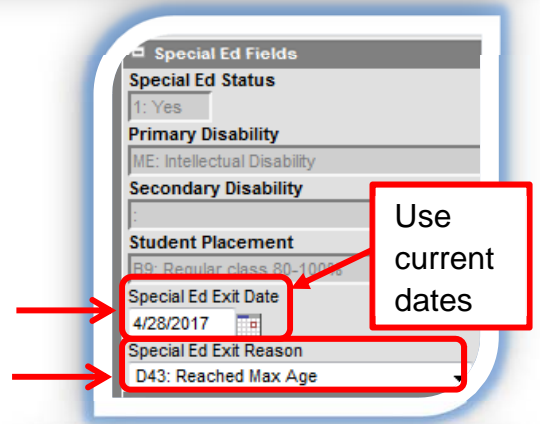 Special Ed Fields
Special Ed Status
1: Yes
Primary Disability
ME: Intellectual Disability
Secondary Disability
:
Student Placement
B9: Regular class 80-100%
Special Ed Exit Date
4/28/2017
Special Ed Exit Reason
D43: Reached Max Age
Use
current
dates